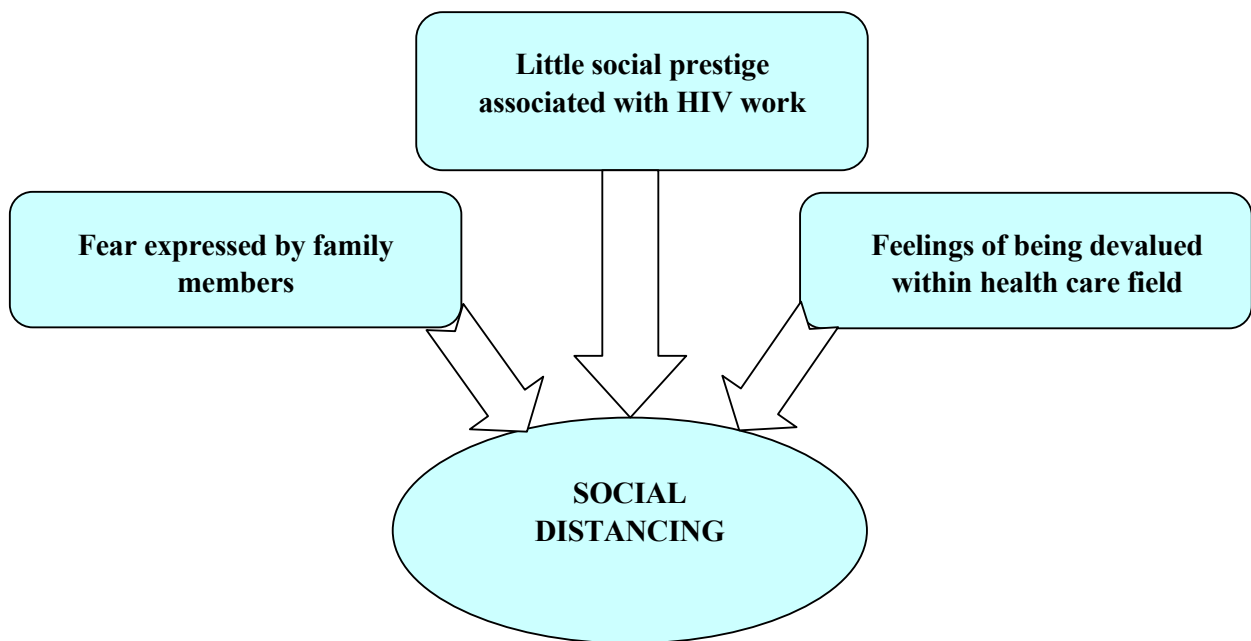 Little social prestige
associated with HIV work
Fear expressed by family
members
Feelings of being devalued
within health care field
SOCIAL
DISTANCING